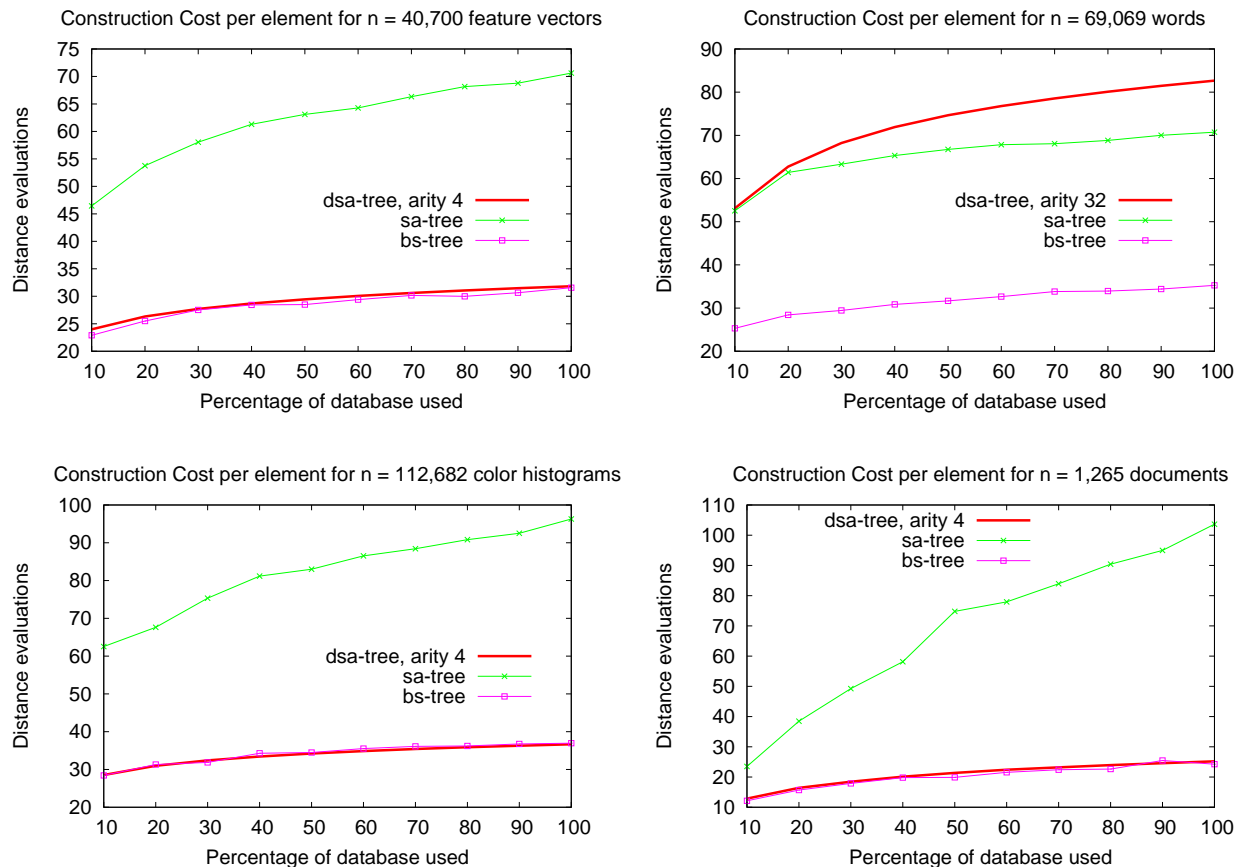 Construction Cost per element for n = 40,700 feature vectors
75
70
65
60
55
50
45
40
35
30
25
20
Distance evaluations
dsa-tree, arity 4
sa-tree
bs-tree
10 20 30 40 50 60 70 80 90 100
Percentage of database used
Construction Cost per element for n = 69,069 words
90
80
70
60
50
40
30
20
Distance evaluations
dsa-tree, arity 32
sa-tree
bs-tree
10 20 30 40 50 60 70 80 90 100
Percentage of database used
Construction Cost per element for n = 112,682 color histograms
100
90
80
70
60
50
40
30
20
Distance evaluations
dsa-tree, arity 4
sa-tree
bs-tree
10 20 30 40 50 60 70 80 90 100
Percentage of database used
Construction Cost per element for n = 1,265 documents
110
100
90
80
70
60
50
40
30
20
10
Distance evaluations
dsa-tree, arity 4
sa-tree
bs-tree
10 20 30 40 50 60 70 80 90 100
Percentage of database used